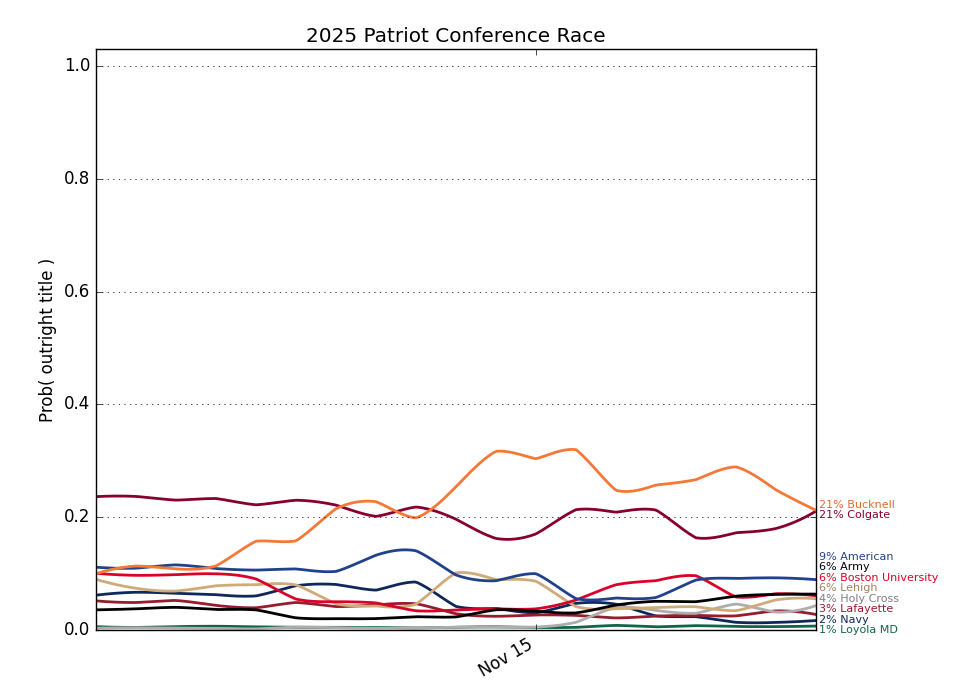 2025 Patriot Conference Race
1.0
0.8
0.6
0.4
0.2
0.0
Prob( outright title )
Nov 15
21% Bucknell
21% Colgate
9% American
6% Army
6% Boston University
6% Lehigh
4% Holy Cross
3% Lafayette
2% Navy
1% Loyola MD